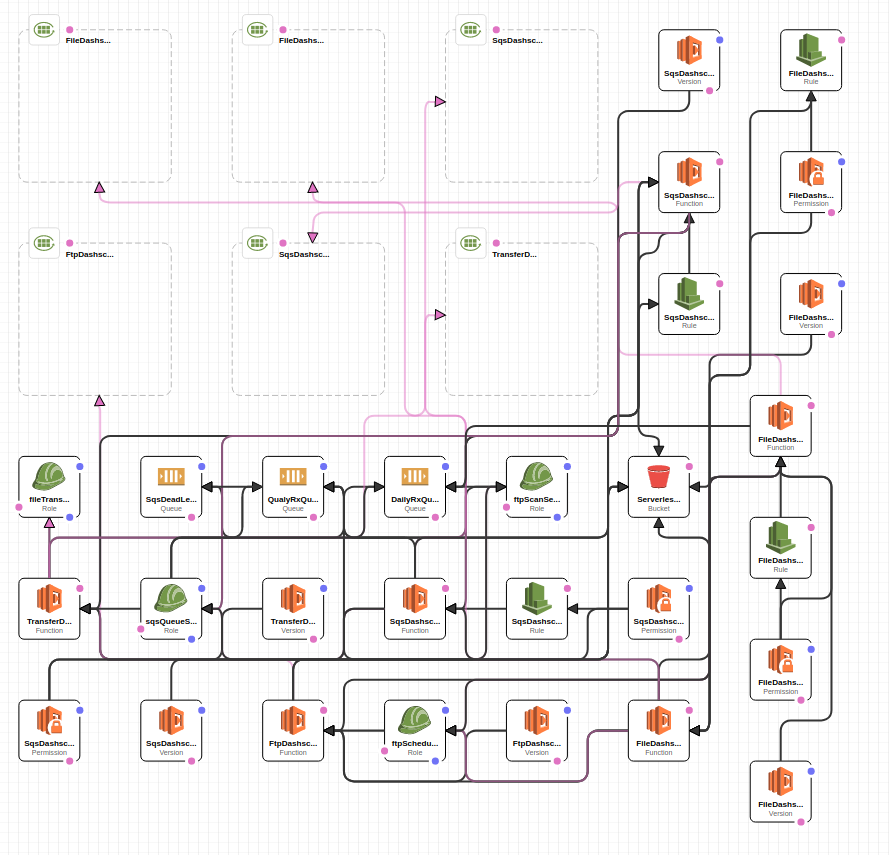 FileDashs...
FileDashs...
SqsDashsc...
SqsDashsc...
Version
FileDashs...
Rule
SqsDashsc...
Function
FileDashs...
Permission
FtpDashsc...
SqsDashsc...
TransferD...
SqsDashsc...
Rule
FileDashs...
Version
FileDashs...
Function
fileTrans...
Role
SqsDeadLe...
Queue
QualyRxQu...
Queue
DailyRxQu...
Queue
ftpScanSe...
Role
Serverles...
Bucket
FileDashs...
Rule
TransferD...
Function
sqsQueueS...
Role
TransferD...
Version
SqsDashsc...
Function
SqsDashsc...
Rule
SqsDashsc...
Permission
FileDashs...
Permission
SqsDashsc...
Permission
SqsDashsc...
Version
FtpDashsc...
Function
ftpSchedu...
Role
FtpDashsc...
Version
FileDashs...
Function
FileDashs...
Version